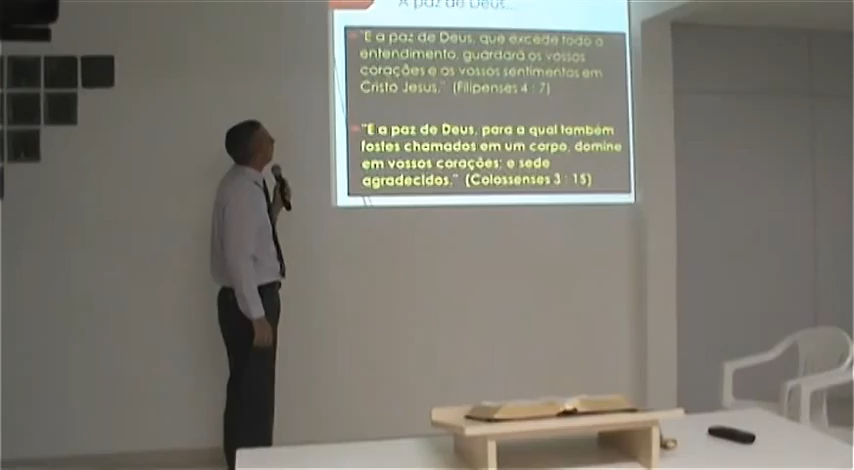 A paz de Deus...
"E a paz de Deus, que excede todo o
entendimento, guardará os vossos
corações e os vossos sentimentos em
Cristo Jesus." (Filipenses 4 : 7)
"E a paz de Deus, para a qual também
fostes chamados em um corpo, domine
em vossos corações; e sede
agradecidos." (Colossenses 3 : 15)